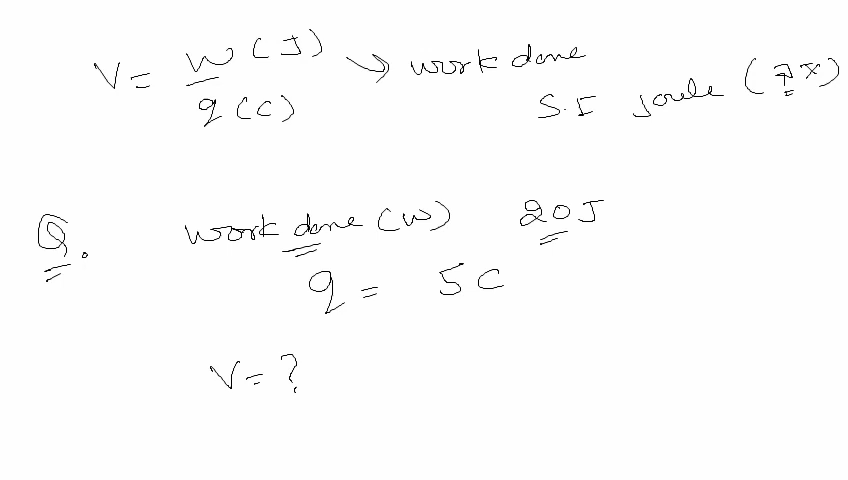 V = W (J) → work done
q (C)
S.I joule (
Q. work done (W) 20J
q = 5C
V = ?